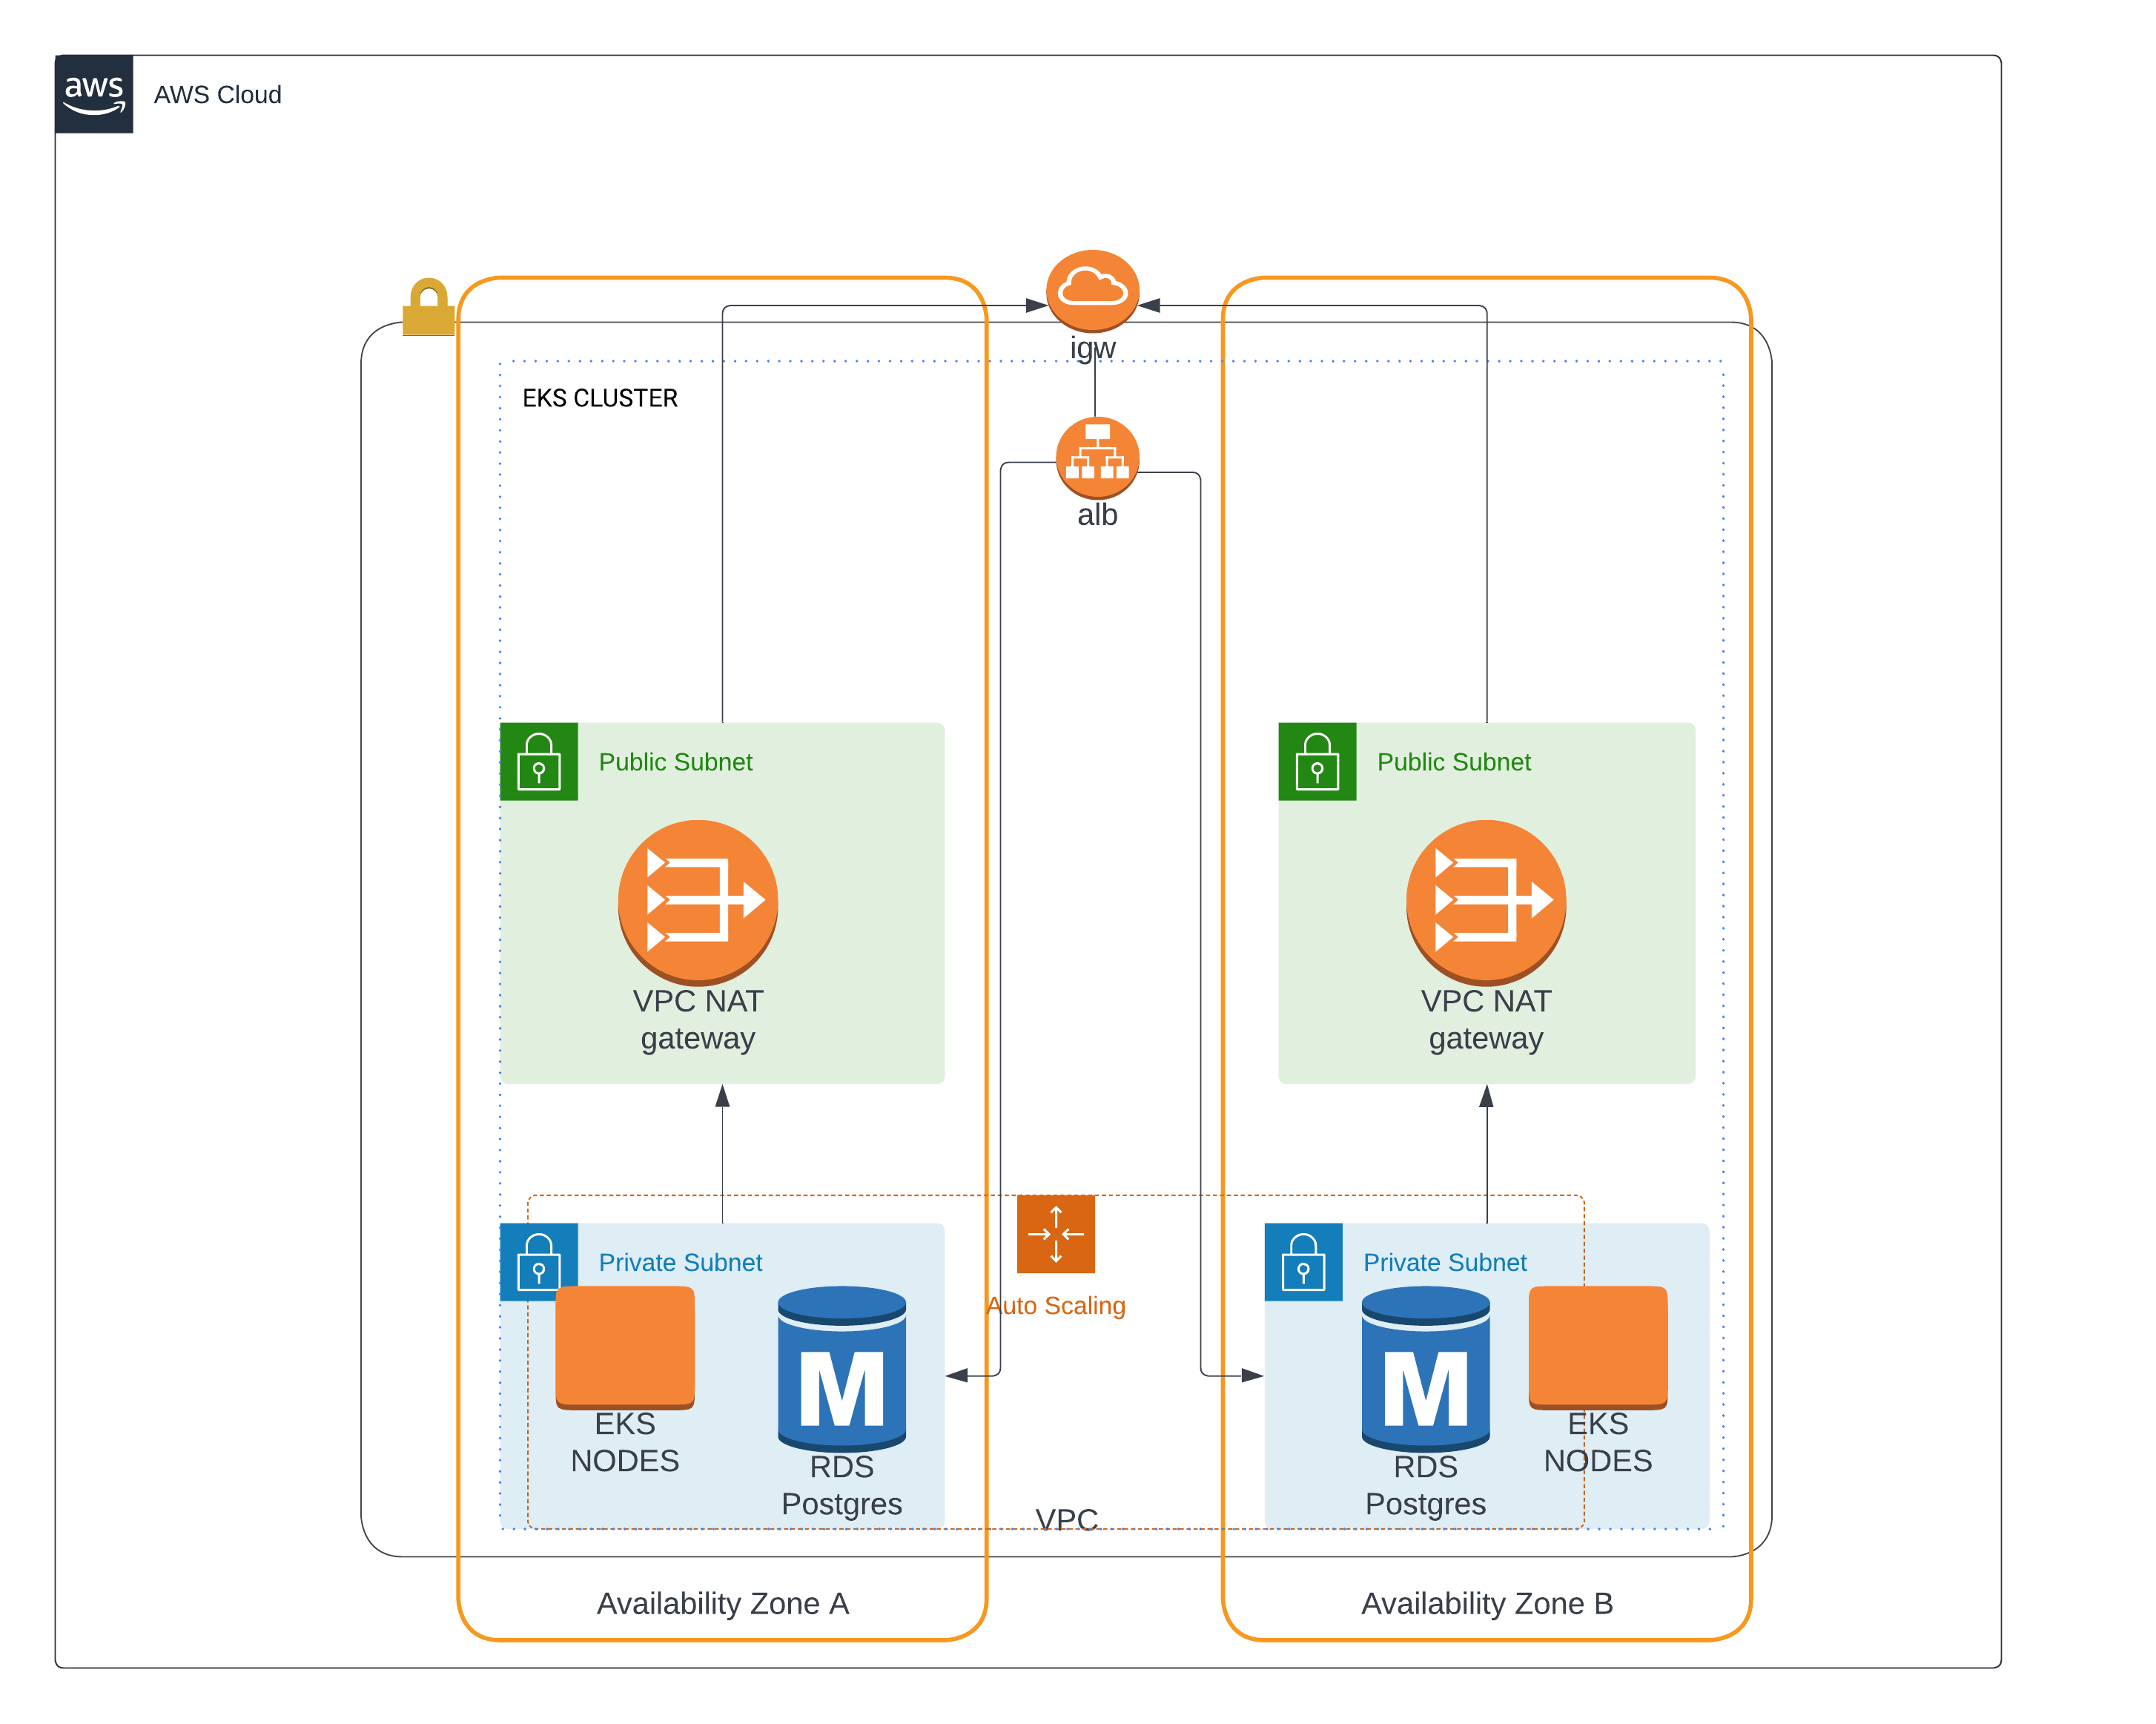 aws
AWS Cloud
igw
EKS CLUSTER
alb
Public Subnet
Public Subnet
VPC NAT
gateway
VPC NAT
gateway
Private Subnet
Private Subnet
Auto Scaling
M
M
EKS
NODES
RDS
Postgres
RDS
Postgres
EKS
NODES
VPC
Availability Zone A
Availability Zone B